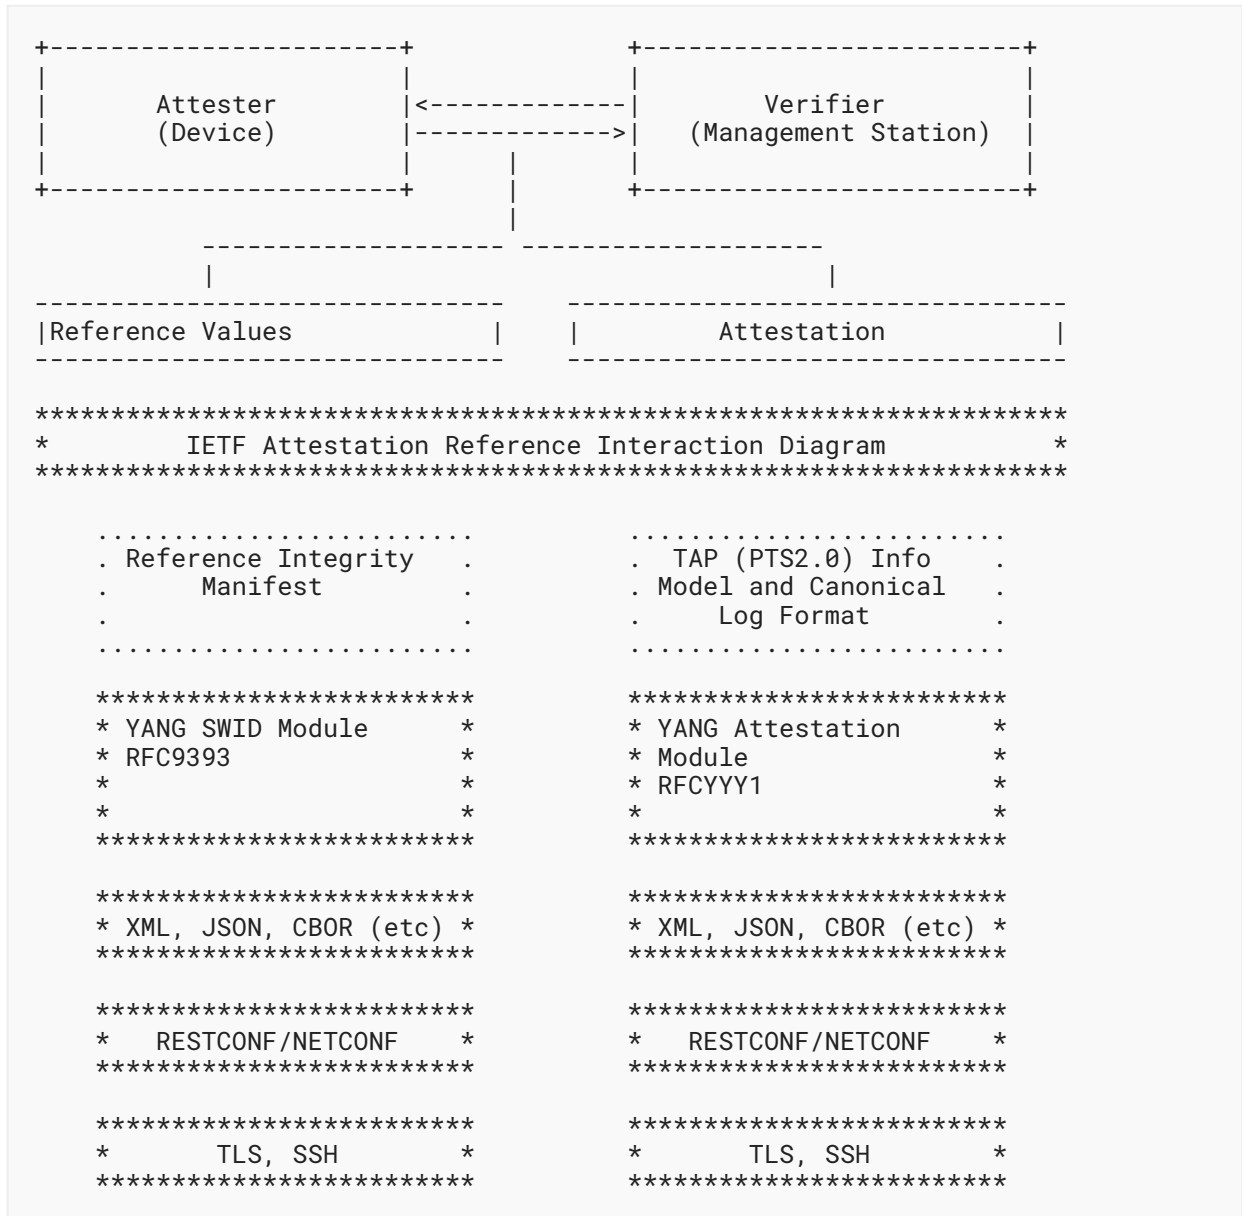 +-----------------------+              +-------------------------+
|                       |              |                         |
|       Attester        |<-------------|        Verifier         |
|       (Device)        |------------->|   (Management Station)  |
|                       |      |       |                         |
+-----------------------+      |       +-------------------------+
                               |
           -------------------- --------------------
           |                                        |
-------------------------------    ---------------------------------
|Reference Values             |    |         Attestation           |
-------------------------------    ---------------------------------

********************************************************************
*         IETF Attestation Reference Interaction Diagram           *
********************************************************************

    .........................          .........................
    . Reference Integrity   .          .  TAP (PTS2.0) Info    .
    .      Manifest         .          . Model and Canonical   .
    .                       .          .     Log Format        .
    .........................          .........................

    *************************          *************************
    * YANG SWID Module      *          * YANG Attestation      *
    * RFC9393               *          * Module                *
    *                       *          * RFCYYY1               *
    *                       *          *                       *
    *************************          *************************

    *************************          *************************
    * XML, JSON, CBOR (etc) *          * XML, JSON, CBOR (etc) *
    *************************          *************************

    *************************          *************************
    *   RESTCONF/NETCONF    *          *   RESTCONF/NETCONF    *
    *************************          *************************

    *************************          *************************
    *       TLS, SSH        *          *       TLS, SSH        *
    *************************          *************************